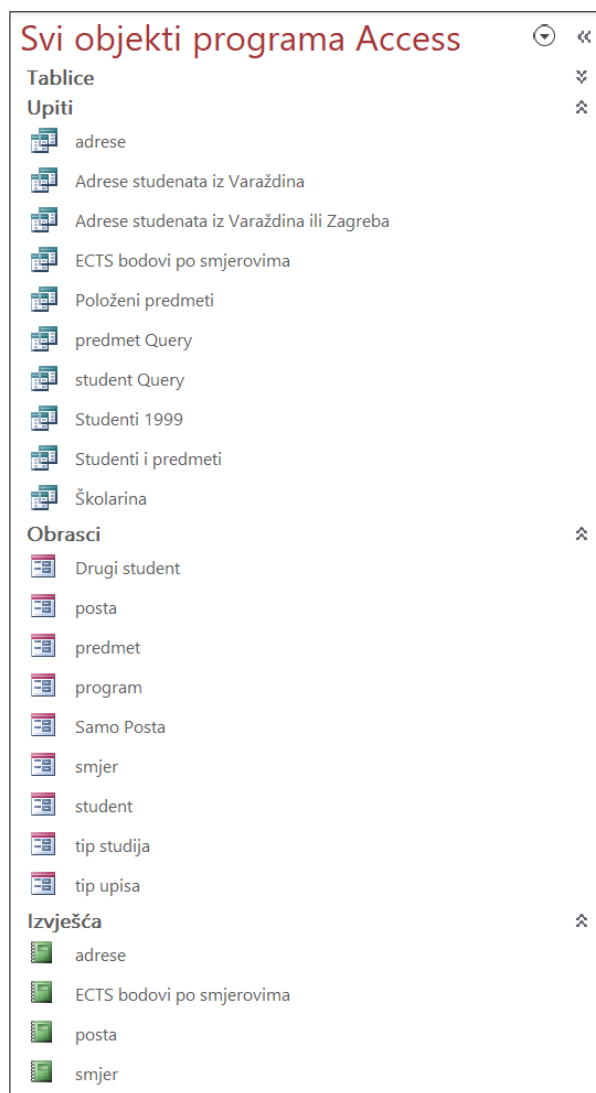 Svi objekti programa Access
Tablice
Upiti
adrese
Adrese studenata iz Varaždina
Adrese studenata iz Varaždina ili Zagreba
ECTS bodovi po smjerovima
Položeni predmeti
predmet Query
student Query
Studenti 1999
Studenti i predmeti
Školarina
Obrasci
Drugi student
posta
predmet
program
Samo Posta
smjer
student
tip studija
tip upisa
Izvješća
adrese
ECTS bodovi po smjerovima
posta
smjer